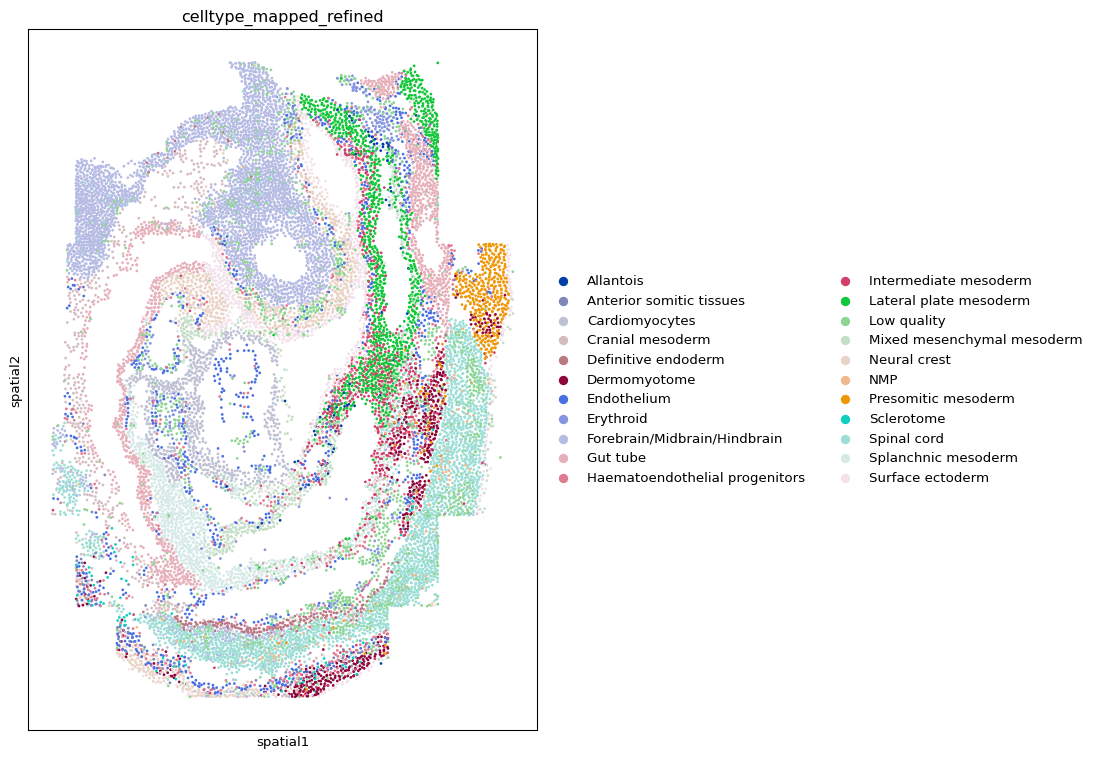 celltype_mapped_refined
spatial2
spatial1
Allantois
Anterior somitic tissues
Cardiomyocytes
Cranial mesoderm
Definitive endoderm
Dermomyotome
Endothelium
Erythroid
Forebrain/Midbrain/Hindbrain
Gut tube
Haematoendothelial progenitors
Intermediate mesoderm
Lateral plate mesoderm
Low quality
Mixed mesenchymal mesoderm
Neural crest
NMP
Presomitic mesoderm
Sclerotome
Spinal cord
Splanchnic mesoderm
Surface ectoderm